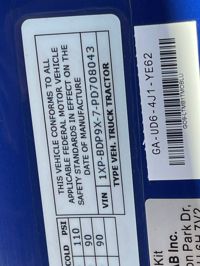 THIS VEHICLE CONFORMS TO ALL
APPLICABLE FEDERAL MOTOR VEHICLE
SAFETY STANDARDS IN EFFECT ON THE
DATE OF MANUFACTURE
VIN 1XP-BDP9X-7-PD708043
TYPE VEH. TRUCK TRACTOR
COLD PSI
110
90
90
GA-UD6-4J1-YE62
Kit
B Inc.
on Park Dr,